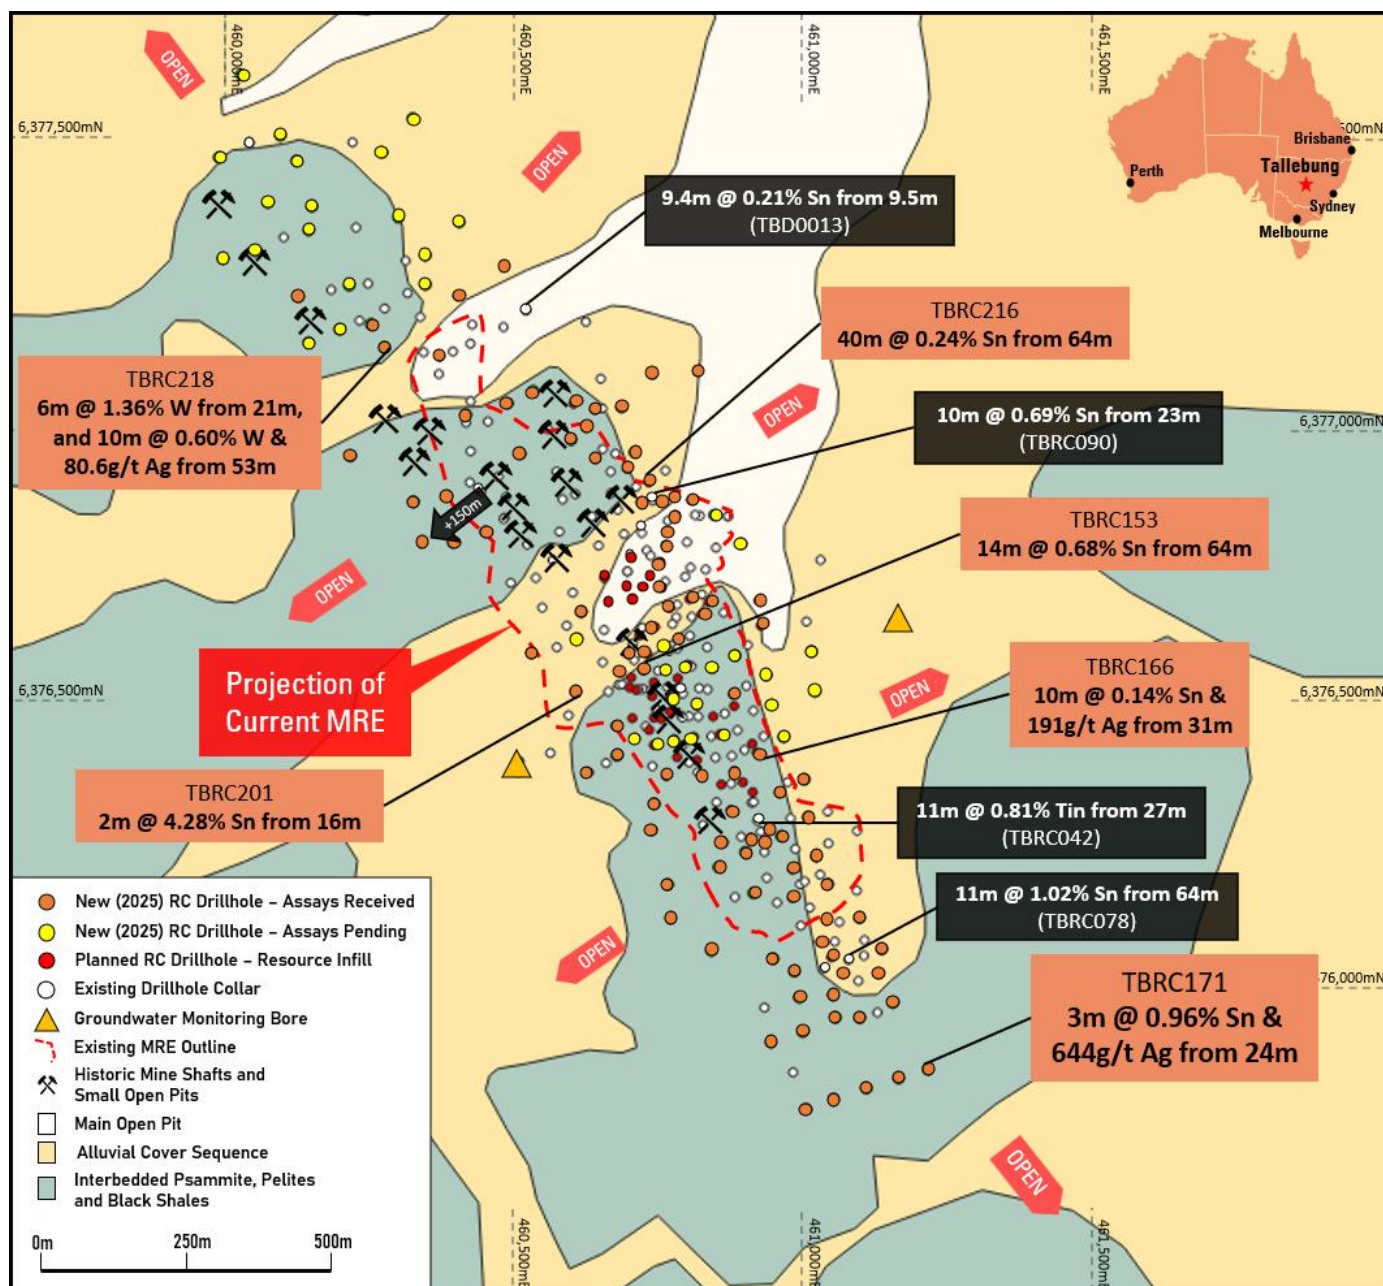 460,000mE
460,500mE
461,000mE
461,500mE
OPEN
6,377,500mN
OPEN
500mN
Brisbane
Perth
Tallebung
Sydney
Melbourne
9.4m @ 0.21% Sn from 9.5m
(TBD0013)
TBRC216
40m @ 0.24% Sn from 64m
TBRC218
6m @ 1.36% W from 21m,
and 10m @ 0.60% W &
80.6g/t Ag from 53m
OPEN
10m @ 0.69% Sn from 23m
(TBRC090)
6,377,000mN
+150m
TBRC153
14m @ 0.68% Sn from 64m
OPEN
Projection of
Current MRE
TBRC166
10m @ 0.14% Sn &
191g/t Ag from 31m
OPEN
6,376,500mN
6,376,500mN
TBRC201
2m @ 4.28% Sn from 16m
11m @ 0.81% Tin from 27m
(TBRC042)
11m @ 1.02% Sn from 64m
(TBRC078)
OPEN
TBRC171
3m @ 0.96% Sn &
644g/t Ag from 24m
76,000mN
New (2025) RC Drillhole – Assays Received
New (2025) RC Drillhole – Assays Pending
Planned RC Drillhole – Resource Infill
Existing Drillhole Collar
Groundwater Monitoring Bore
Existing MRE Outline
Historic Mine Shafts and
Small Open Pits
Main Open Pit
Alluvial Cover Sequence
Interbedded Psammite, Pelites
and Black Shales
0m
250m
500m
OPEN
460,500mE
461,000mE
461,500mE